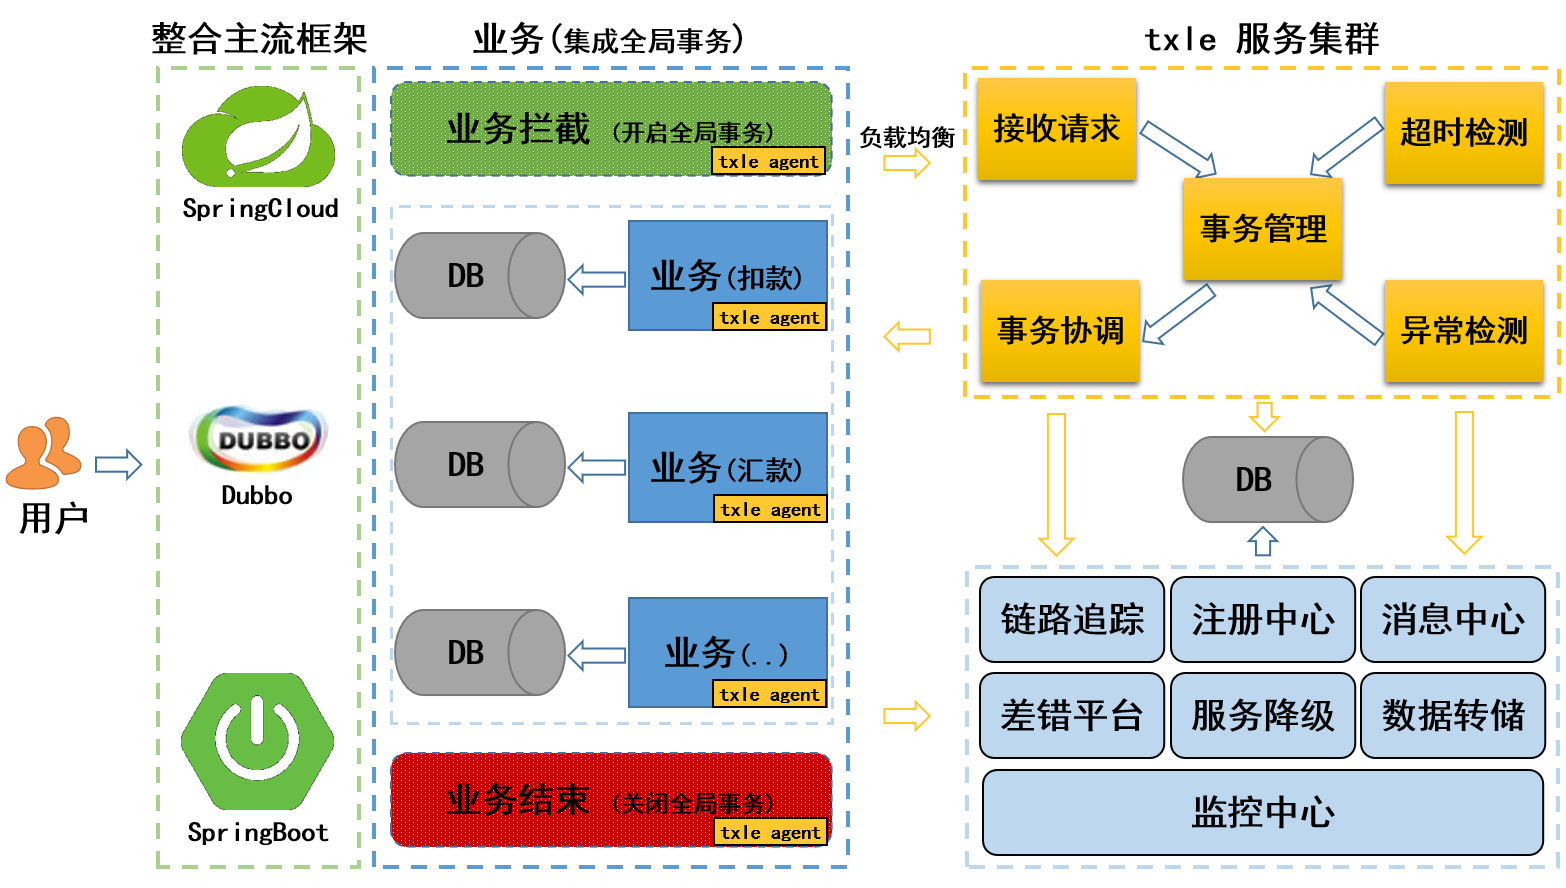 整合主流框架
业务(集成全局事务)
txle 服务集群
SpringCloud
DUBBO
Dubbo
SpringBoot
用户
业务拦截 (开启全局事务)
txle agent
DB
业务(扣款)
txle agent
DB
业务(汇款)
txle agent
DB
业务(..)
txle agent
业务结束 (关闭全局事务)
txle agent
负载均衡
接收请求
超时检测
事务管理
事务协调
异常检测
DB
链路追踪
注册中心
消息中心
差错平台
服务降级
数据转储
监控中心